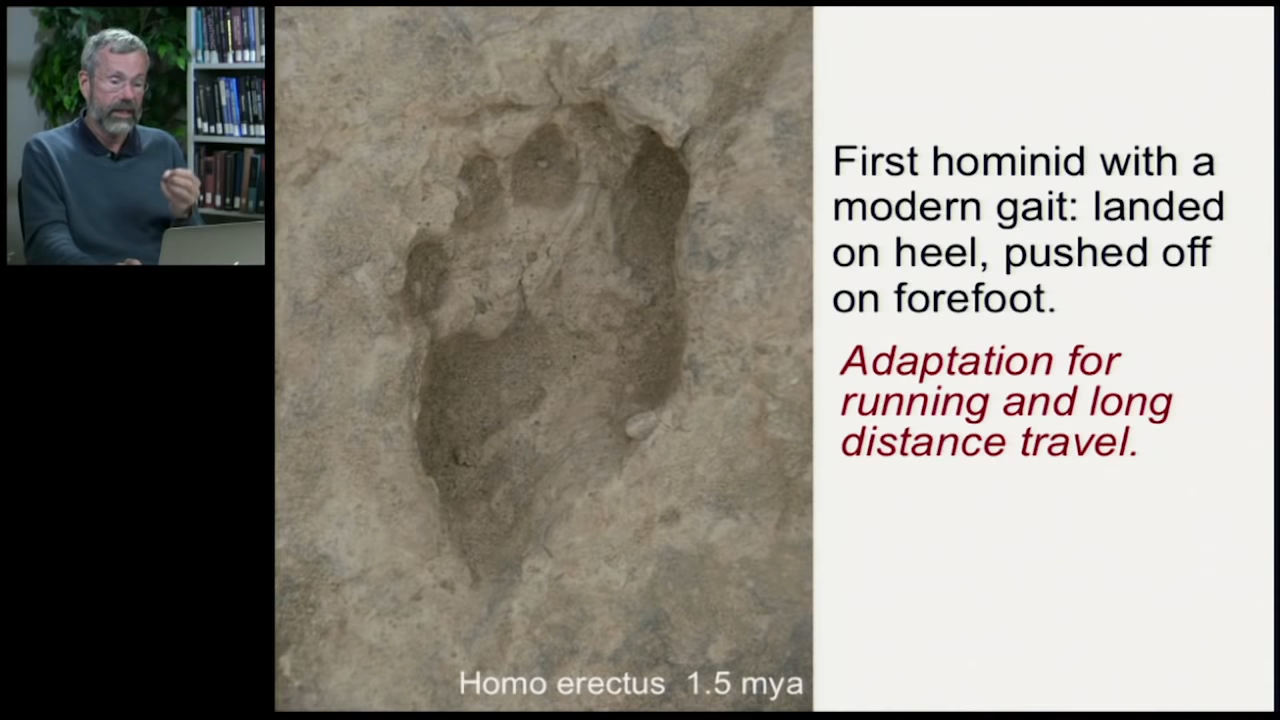 First hominid with a
modern gait: landed
on heel, pushed off
on forefoot.
Adaptation for
running and long
distance travel.
Homo erectus 1.5 mya